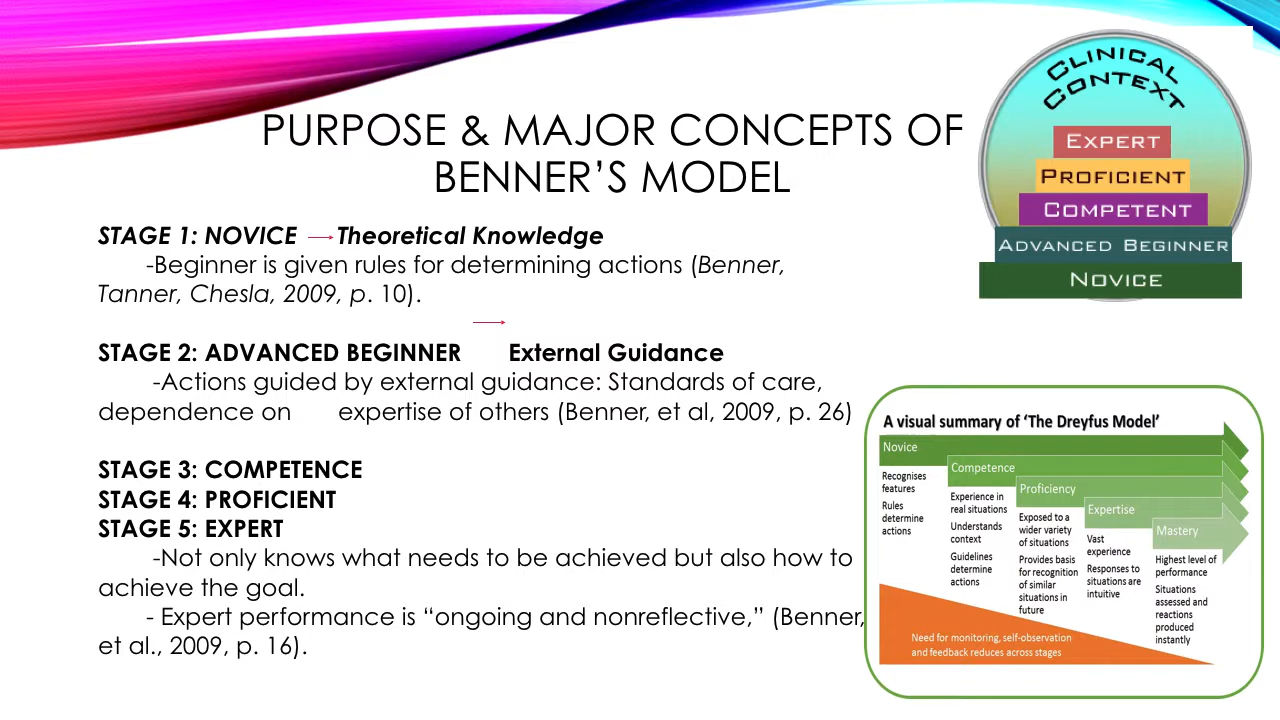 PURPOSE & MAJOR CONCEPTS OF
BENNER’S MODEL
STAGE 1: NOVICE Theoretical Knowledge
-Beginner is given rules for determining actions (Benner,
Tanner, Chesla, 2009, p. 10).
STAGE 2: ADVANCED BEGINNER External Guidance
-Actions guided by external guidance: Standards of care,
dependence on expertise of others (Benner, et al, 2009, p. 26)
STAGE 3: COMPETENCE
STAGE 4: PROFICIENT
STAGE 5: EXPERT
-Not only knows what needs to be achieved but also how to
achieve the goal.
- Expert performance is “ongoing and nonreflective,” (Benner,
et al., 2009, p. 16).
CLINICAL
CONTEXT
EXPERT
PROFICIENT
COMPETENT
ADVANCED BEGINNER
NOVICE
A visual summary of ‘The Dreyfus Model’
Novice
Recognises
features
Rules
determine
actions
Competence
Experience in
real situations
Understands
context
Guidelines
determine
actions
Proficiency
Exposed to a
wider variety
of situations
Provides basis
for recognition
of similar
situations in
future
Expertise
Vast
experience
Responses to
situations are
intuitive
Mastery
Highest level of
performance
Situations
assessed and
reactions
produced
instantly
Need for monitoring, self-observation
and feedback reduces across stages